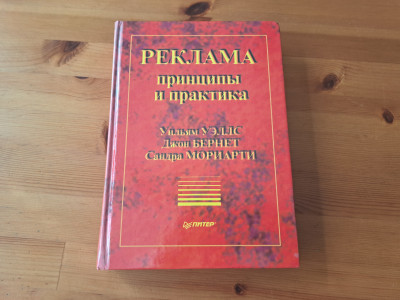 РЕКЛАМА
принципы
и практика
Уильям УЭЛЛС
Джон БЕРНЕТ
Сандра МОРИАРТИ
ПИТЕР®